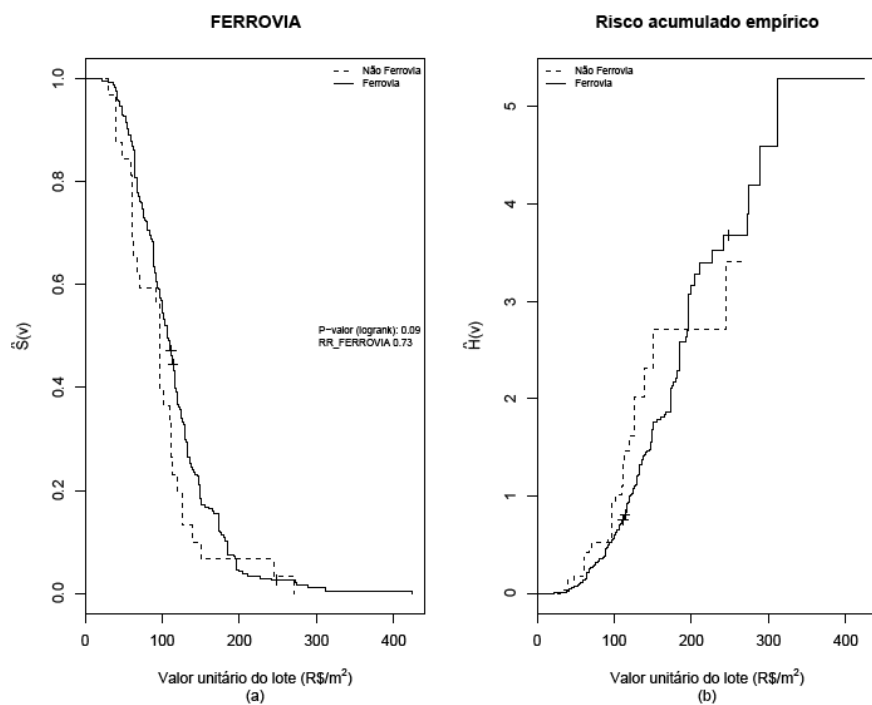 FERROVIA
Não Ferrovia
Ferrovia
P−valor (logrank): 0.09
RR_FERROVIA 0.73
Ŝ(v)
0.0
0.2
0.4
0.6
0.8
1.0
0
100
200
300
400
Valor unitário do lote (R$/m²)
(a)
Risco acumulado empírico
Não Ferrovia
Ferrovia
Ĥ(v)
0
1
2
3
4
5
0
100
200
300
400
Valor unitário do lote (R$/m²)
(b)